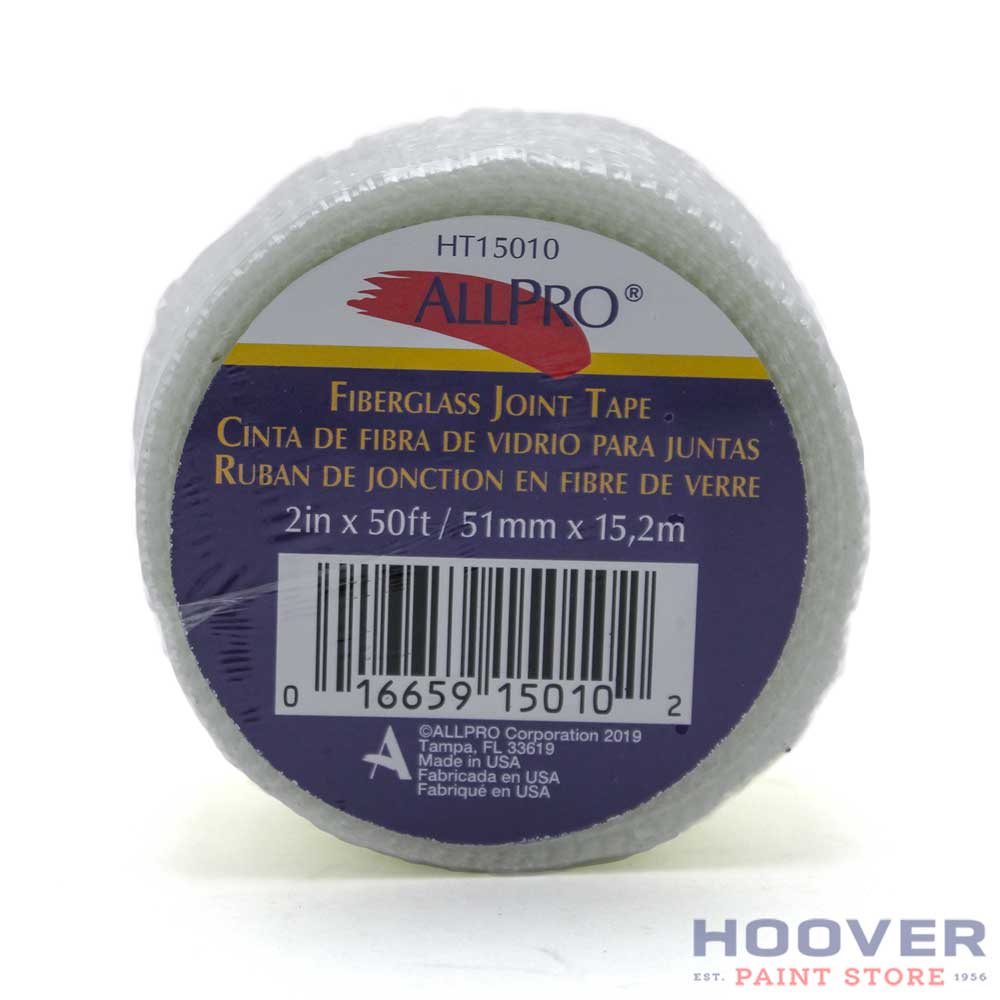 HT15010
ALLPRO®
FIBERGLASS JOINT TAPE
CINTA DE FIBRA DE VIDRIO PARA JUNTAS
RUBAN DE JONCTION EN FIBRE DE VERRE
2in x 50ft / 51mm x 15,2m
0 16659 15010 2
©ALLPRO Corporation 2019
Tampa, FL 33619
Made in USA
Fabricada en USA
Fabriqué en USA
HOOVER
EST. PAINT STORE 1956